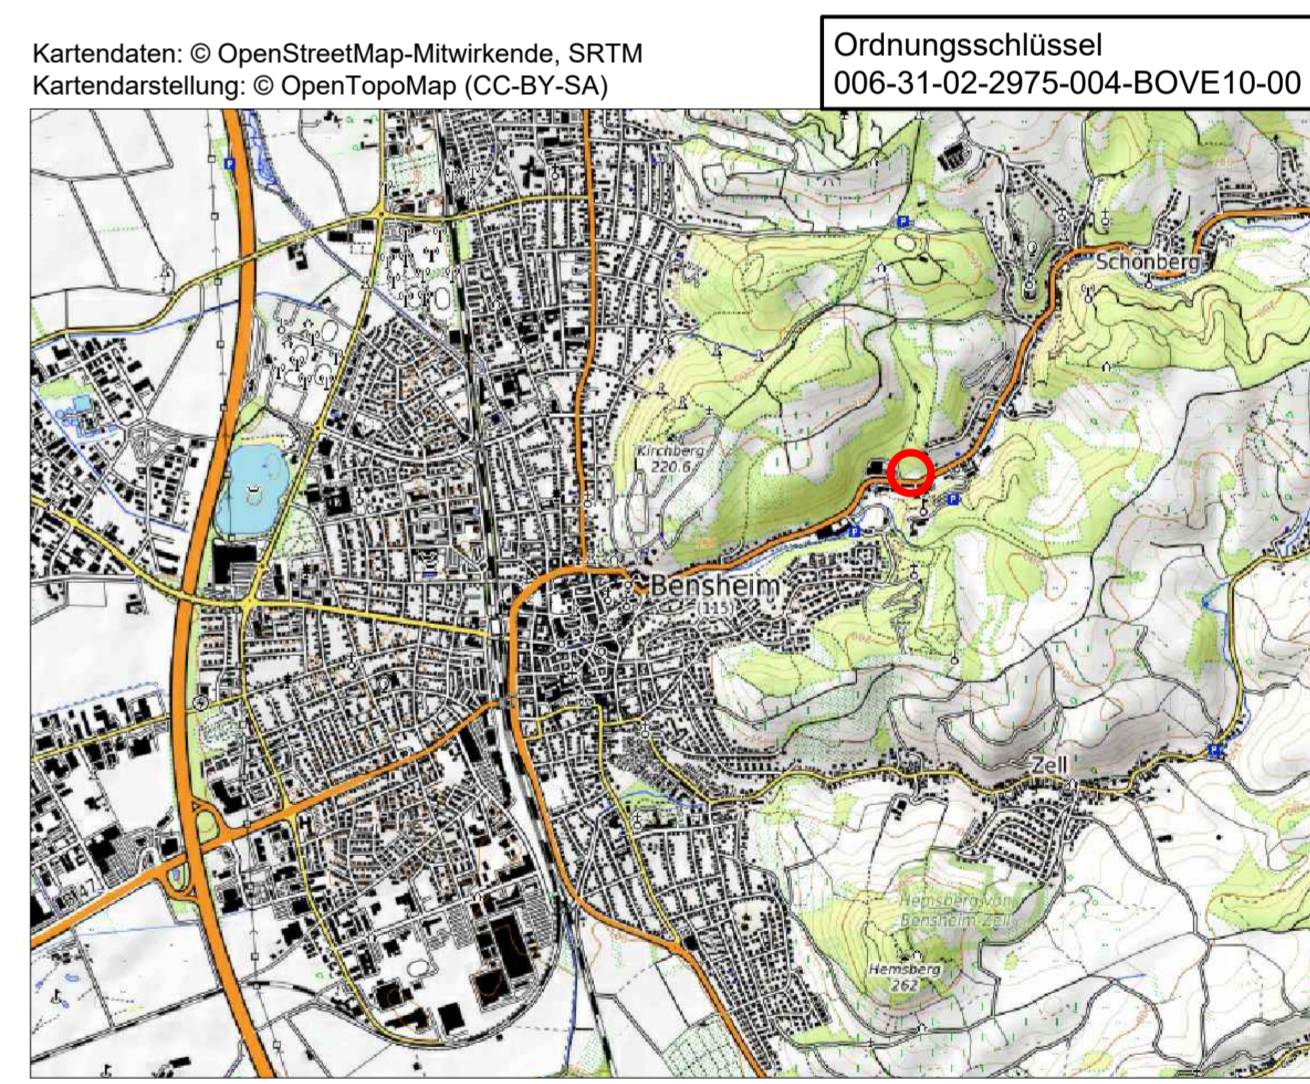 Kartendaten: © OpenStreetMap-Mitwirkende, SRTM
Kartendarstellung: © OpenTopoMap (CC-BY-SA)
Ordnungsschlüssel
006-31-02-2975-004-BOVE10-00
Schönberg
Kirchberg
220.6
Bensheim
(115)
Zell
B 47
Hemsberg von
Bensheim Zell
Hemsberg
262